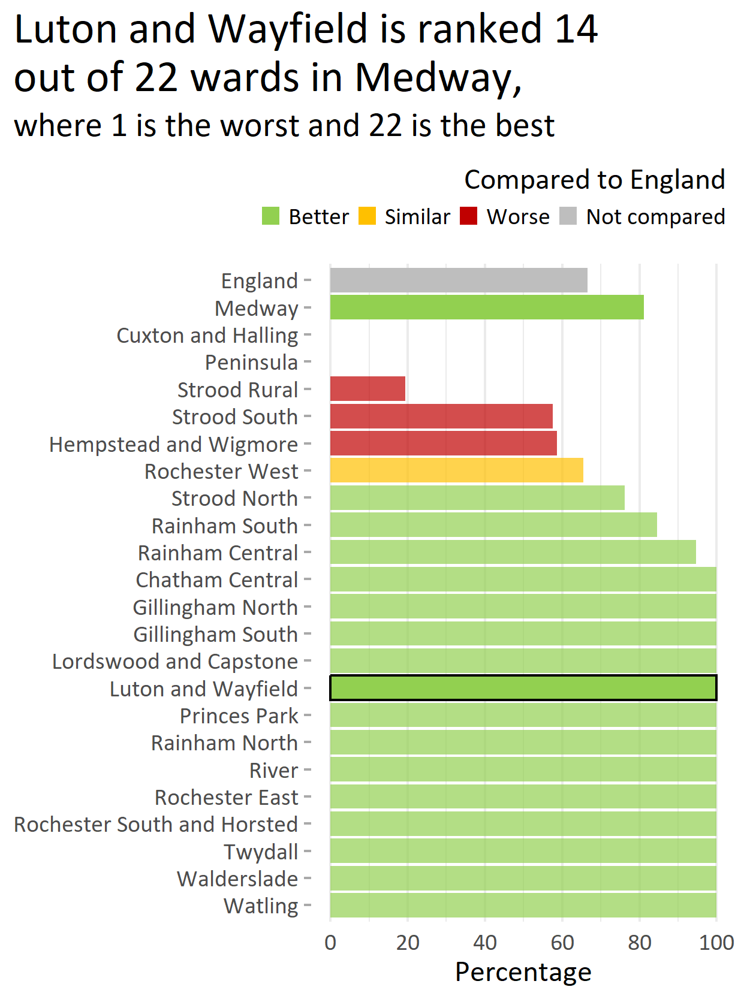 Luton and Wayfield is ranked 14
out of 22 wards in Medway,
where 1 is the worst and 22 is the best
Compared to England
Better Similar Worse Not compared
England
Medway
Cuxton and Halling
Peninsula
Strood Rural
Strood South
Hempstead and Wigmore
Rochester West
Strood North
Rainham South
Rainham Central
Chatham Central
Gillingham North
Gillingham South
Lordswood and Capstone
Luton and Wayfield
Princes Park
Rainham North
River
Rochester East
Rochester South and Horsted
Twydall
Walderslade
Watling
0 20 40 60 80 100
Percentage